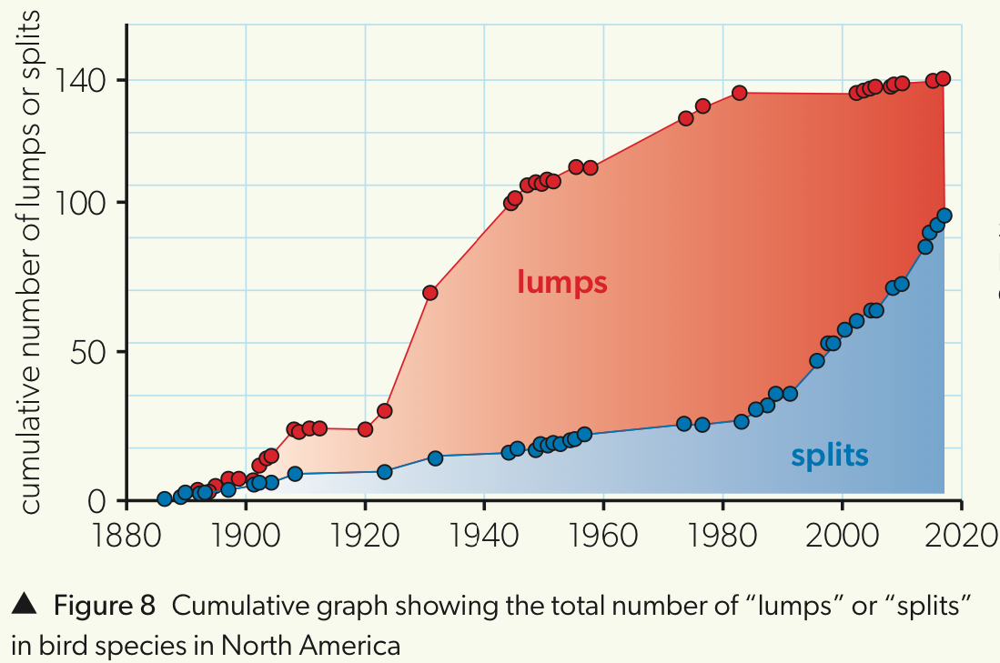 cumulative number of lumps or splits
140
100
50
0
lumps
splits
1880 1900 1920 1940 1960 1980 2000 2020
▲ Figure 8 Cumulative graph showing the total number of “lumps” or “splits”
in bird species in North America